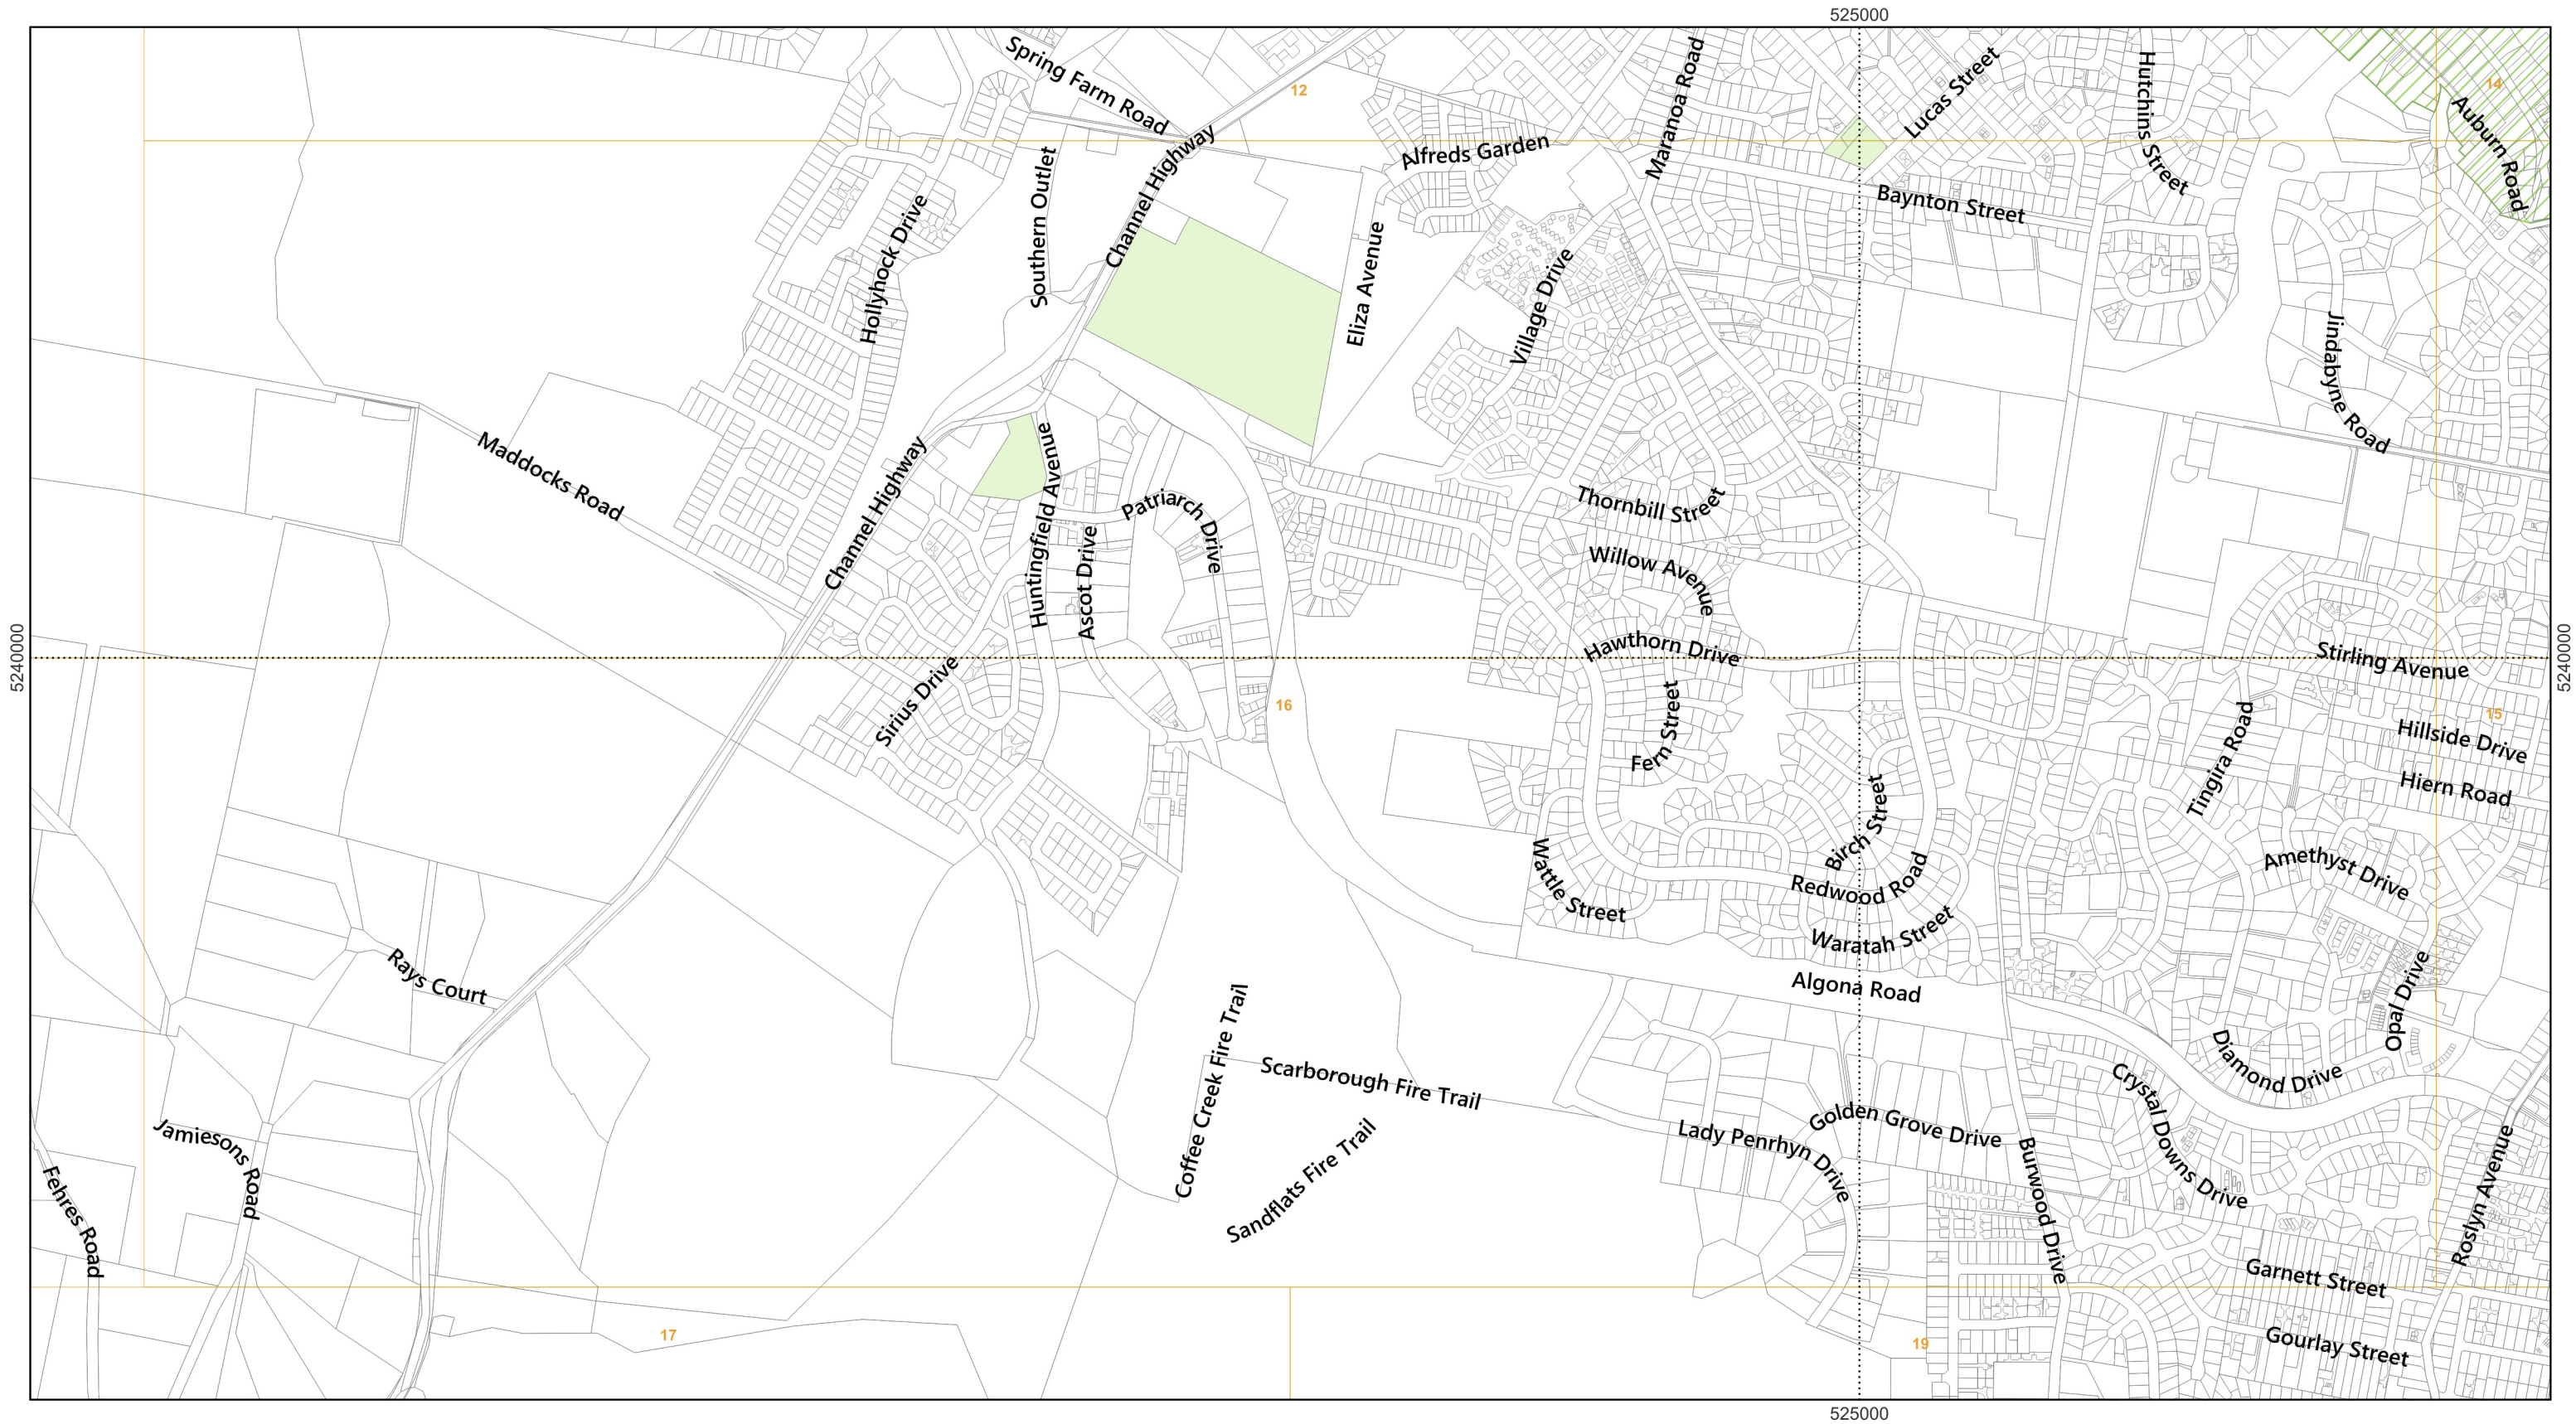 525000
Spring Farm Road
12
Maranoa Road
Lucas Street
Hutchins Street
14
Auburn Road
Channel Highway
Alfreds Garden
Southern Outlet
Hollyhock Drive
Baynton Street
Eliza Avenue
Village Drive
Jindabyne Road
Maddocks Road
Channel Highway
Huntingfield Avenue
Patriarch Drive
Ascot Drive
Thornbill Street
Willow Avenue
Hawthorn Drive
5240000
5240000
Stirling Avenue
Sirius Drive
Fern Street
16
15
Tingira Road
Hillside Drive
Hiern Road
Birch Street
Wattle Street
Redwood Road
Amethyst Drive
Waratah Street
Rays Court
Algona Road
Opal Drive
Coffee Creek Fire Trail
Scarborough Fire Trail
Diamond Drive
Crystal Downs Drive
Sandflats Fire Trail
Golden Grove Drive
Lady Penrhyn Drive
Jamiesons Road
Fehres Road
Burwood Drive
Roslyn Avenue
Garnett Street
17
19
Gourlay Street
525000